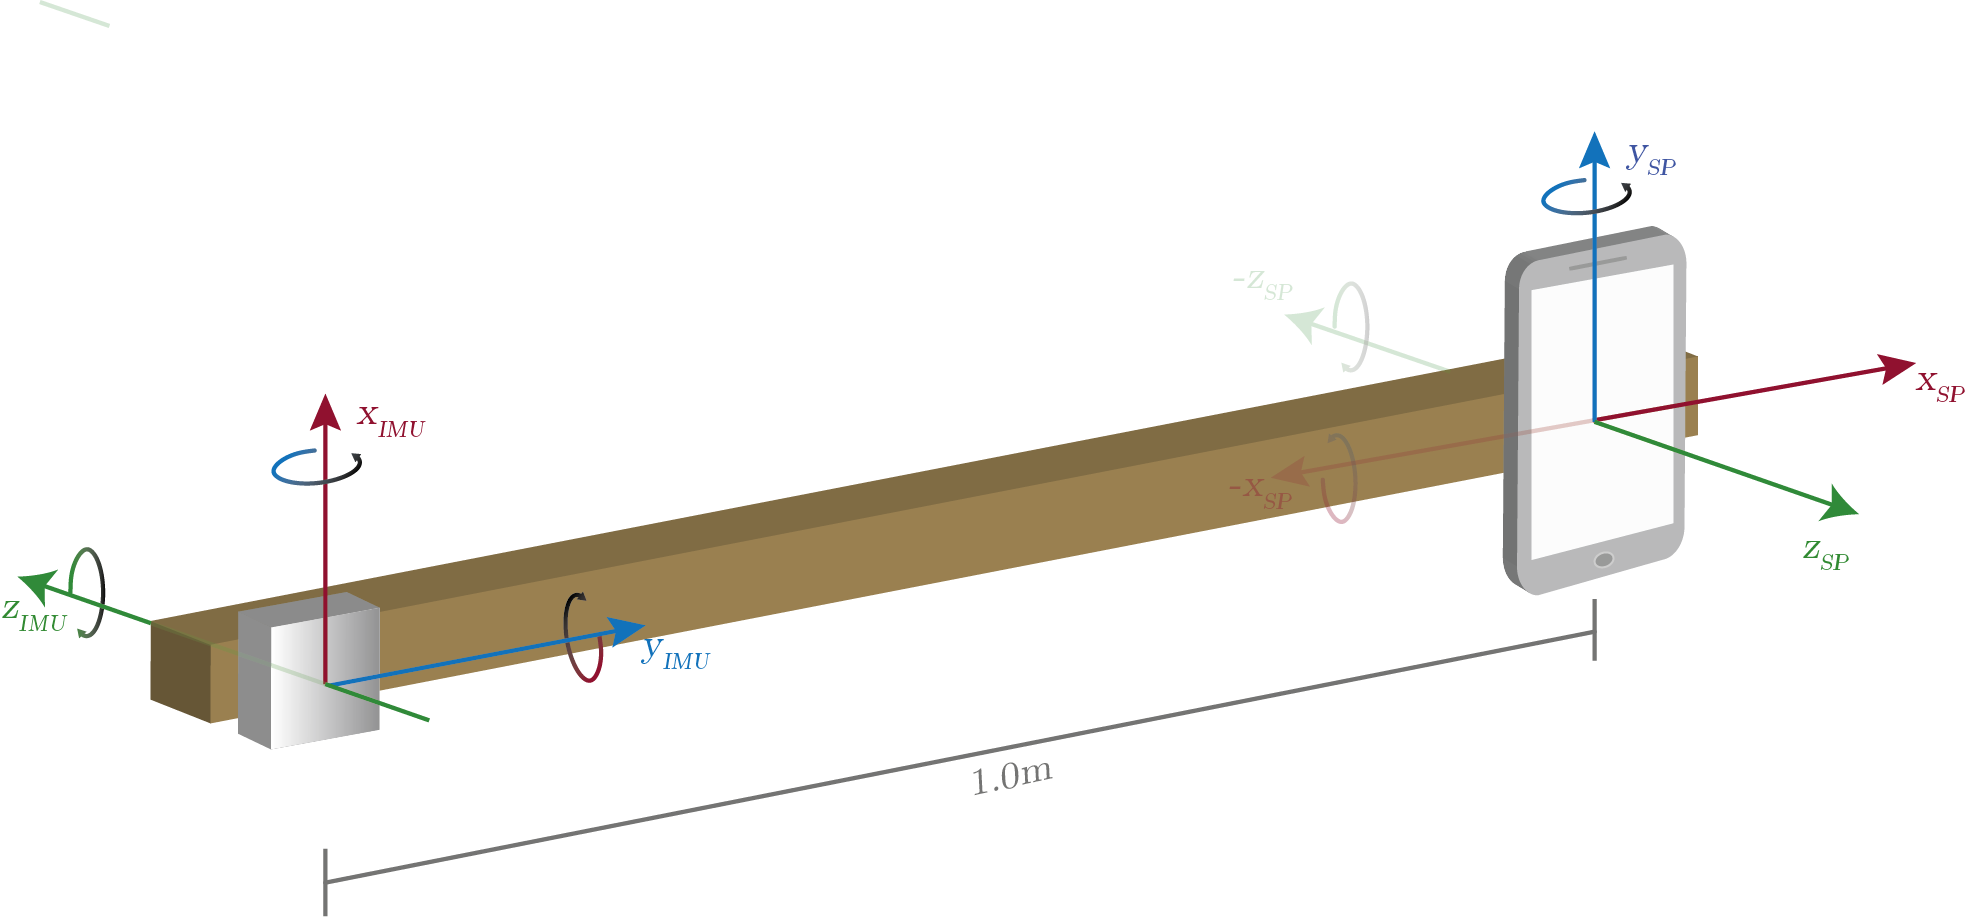 y_SP
-z_SP
x_SP
x_IMU
-x_SP
z_SP
z_IMU
y_IMU
1.0m